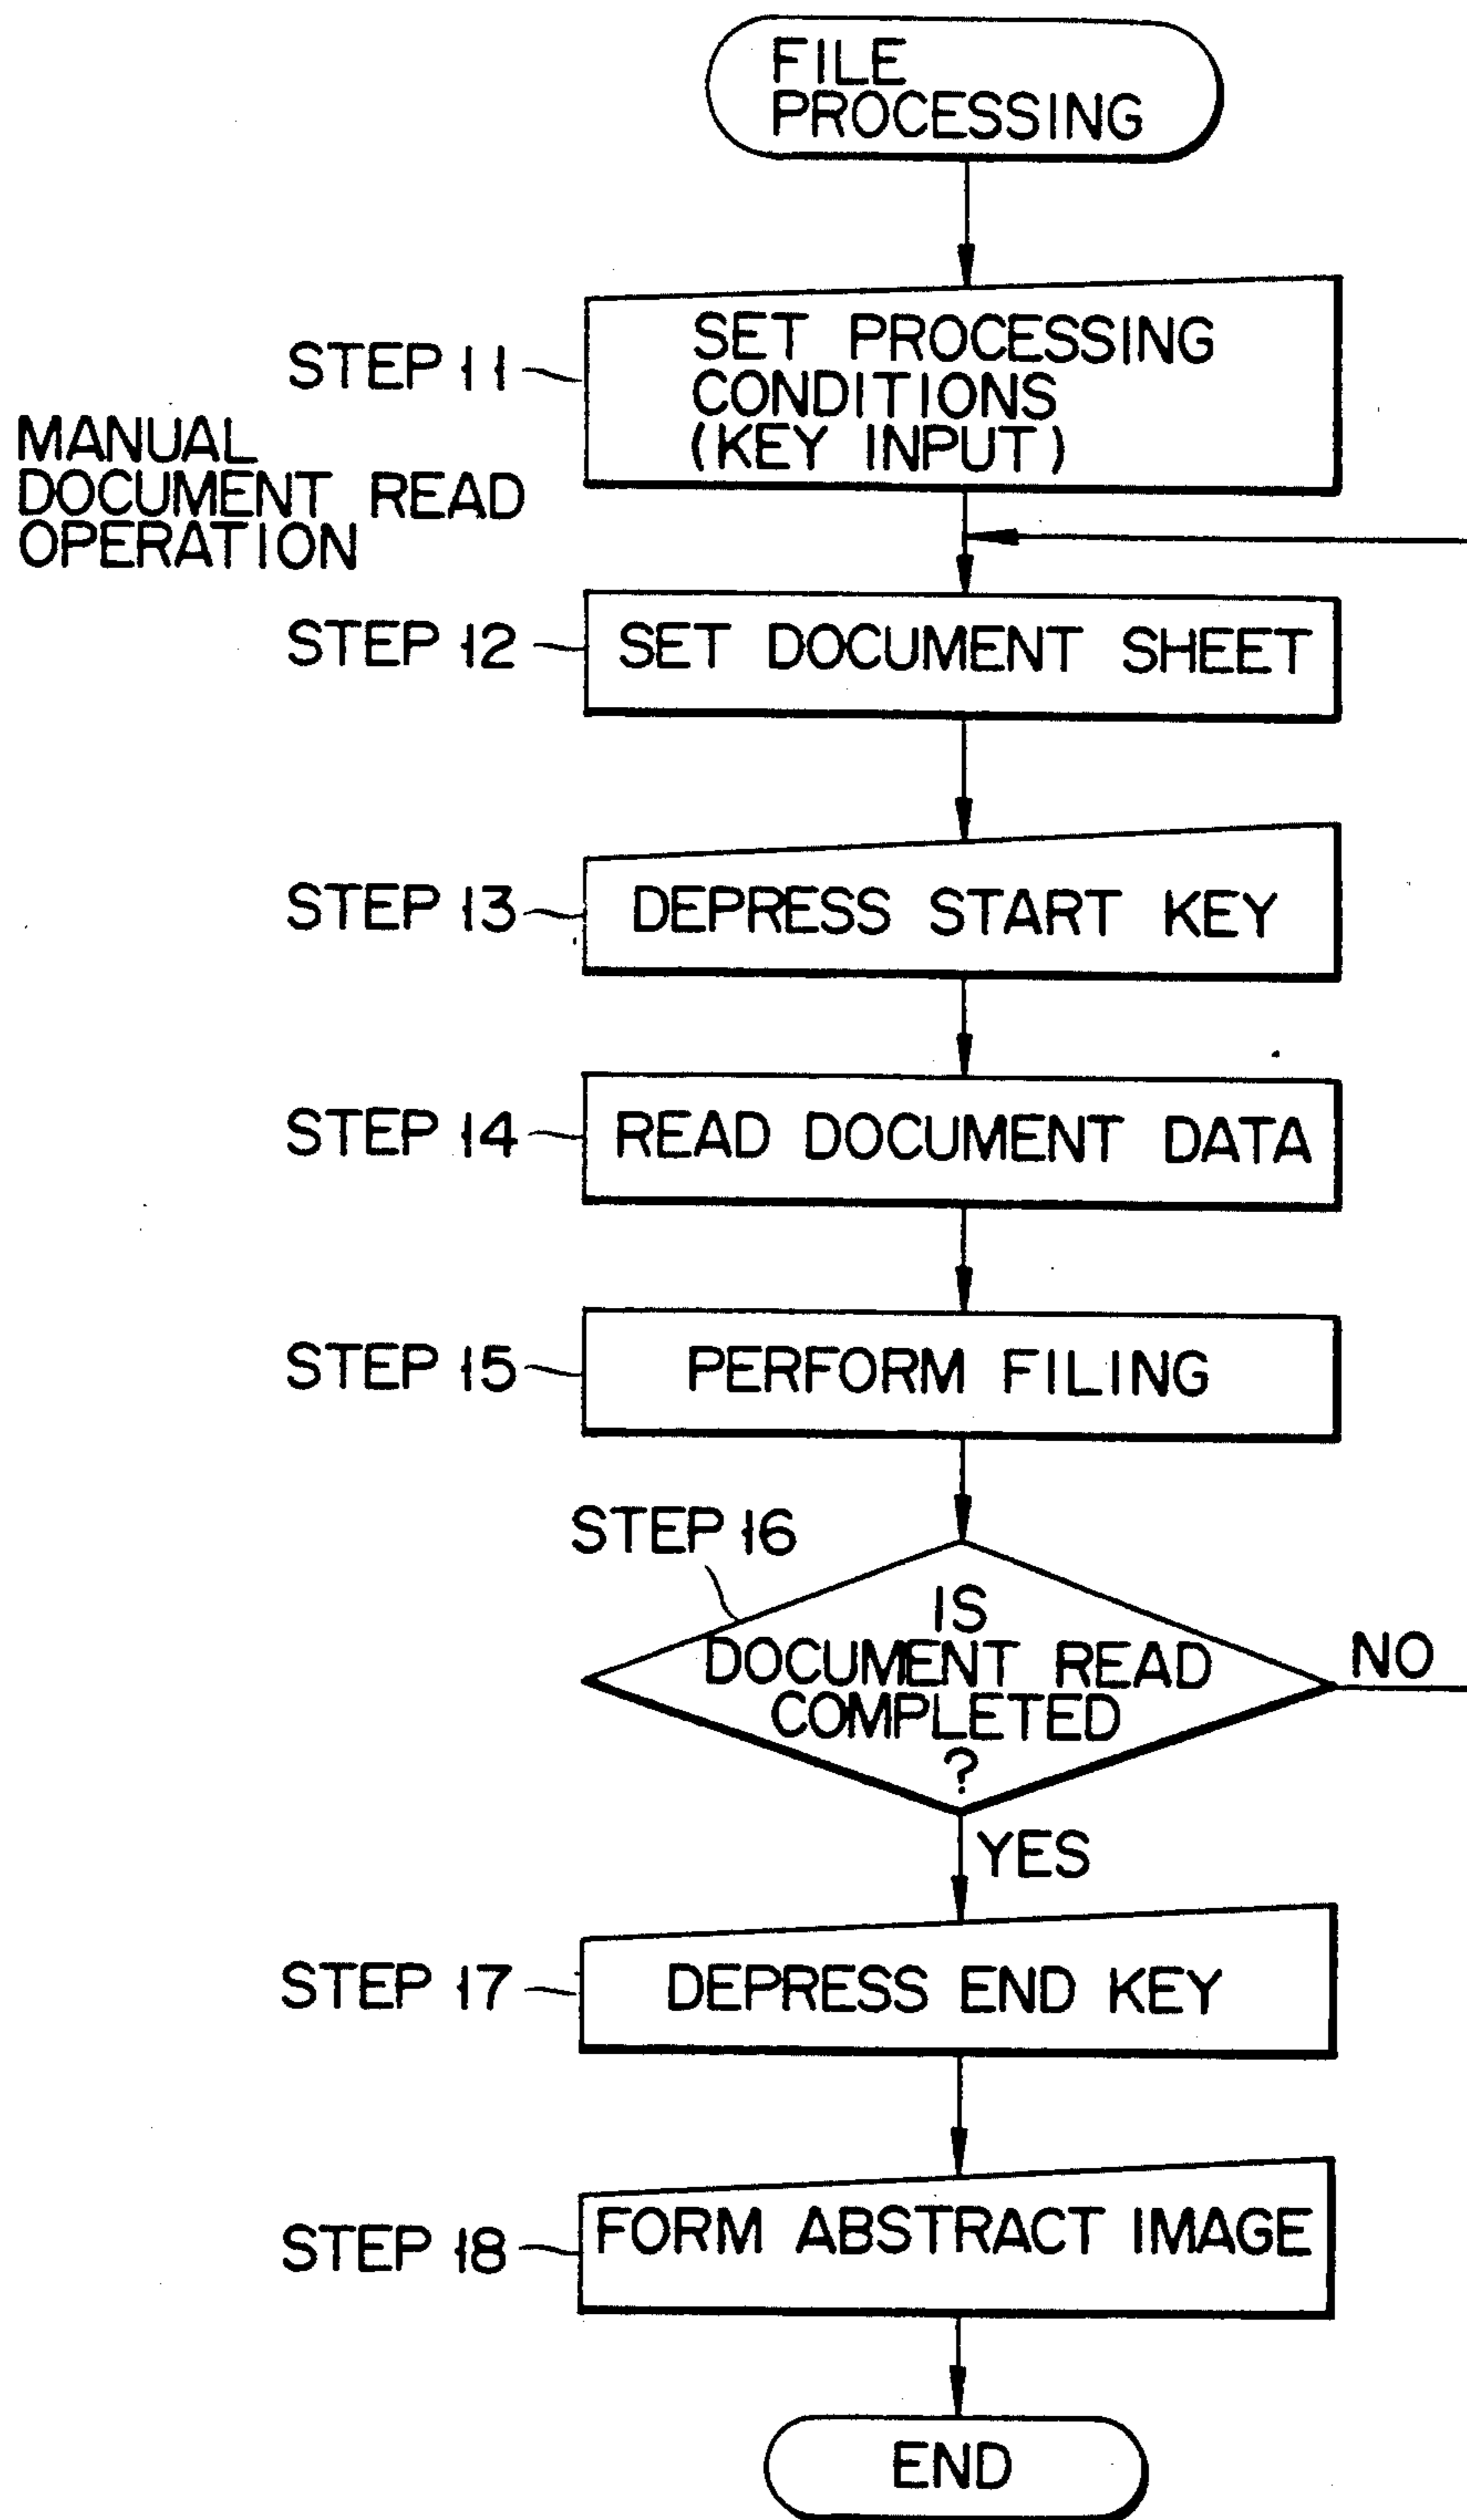 FILE
PROCESSING
STEP 11
SET PROCESSING
CONDITIONS
(KEY INPUT)
MANUAL
DOCUMENT READ
OPERATION
STEP 12
SET DOCUMENT SHEET
STEP 13
DEPRESS START KEY
STEP 14
READ DOCUMENT DATA
STEP 15
PERFORM FILING
STEP 16
IS
DOCUMENT READ
COMPLETED
?
NO
YES
STEP 17
DEPRESS END KEY
STEP 18
FORM ABSTRACT IMAGE
END